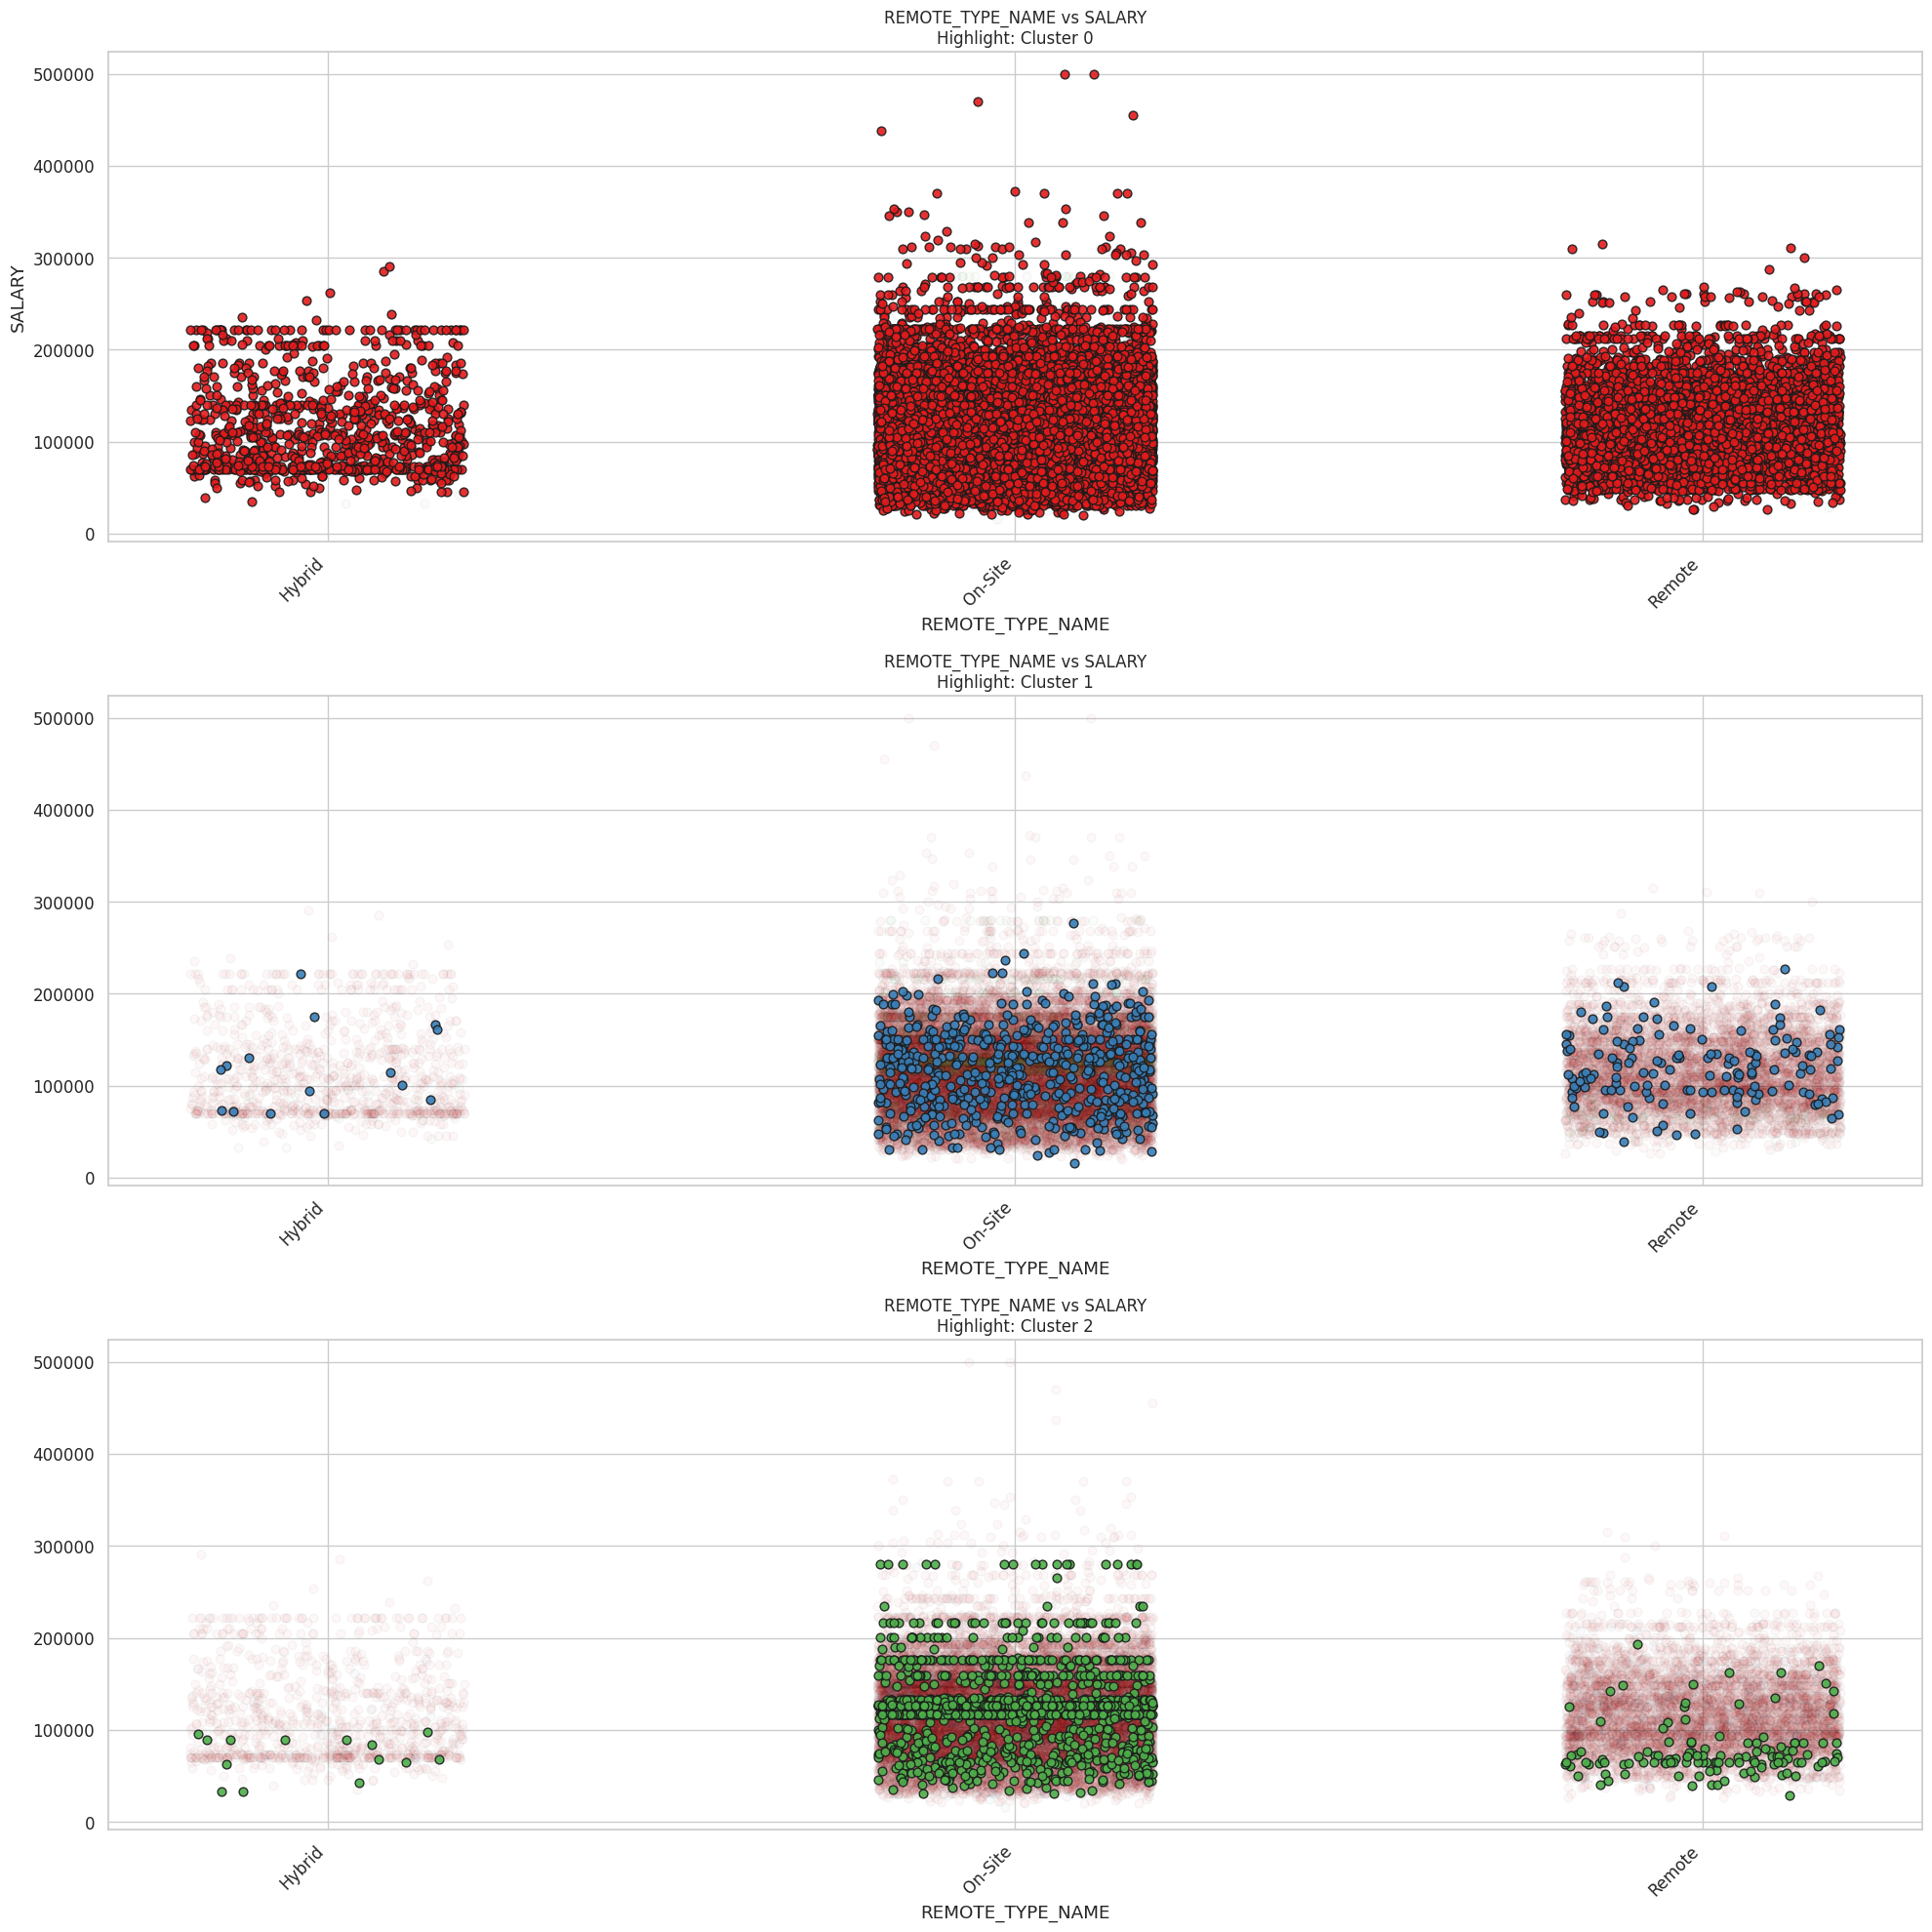 REMOTE_TYPE_NAME vs SALARY
Highlight: Cluster 0
500000
400000
300000
200000
100000
0
SALARY
Hybrid
On-Site
Remote
REMOTE_TYPE_NAME
REMOTE_TYPE_NAME vs SALARY
Highlight: Cluster 1
500000
400000
300000
200000
100000
0
Hybrid
On-Site
Remote
REMOTE_TYPE_NAME
REMOTE_TYPE_NAME vs SALARY
Highlight: Cluster 2
500000
400000
300000
200000
100000
0
Hybrid
On-Site
Remote
REMOTE_TYPE_NAME